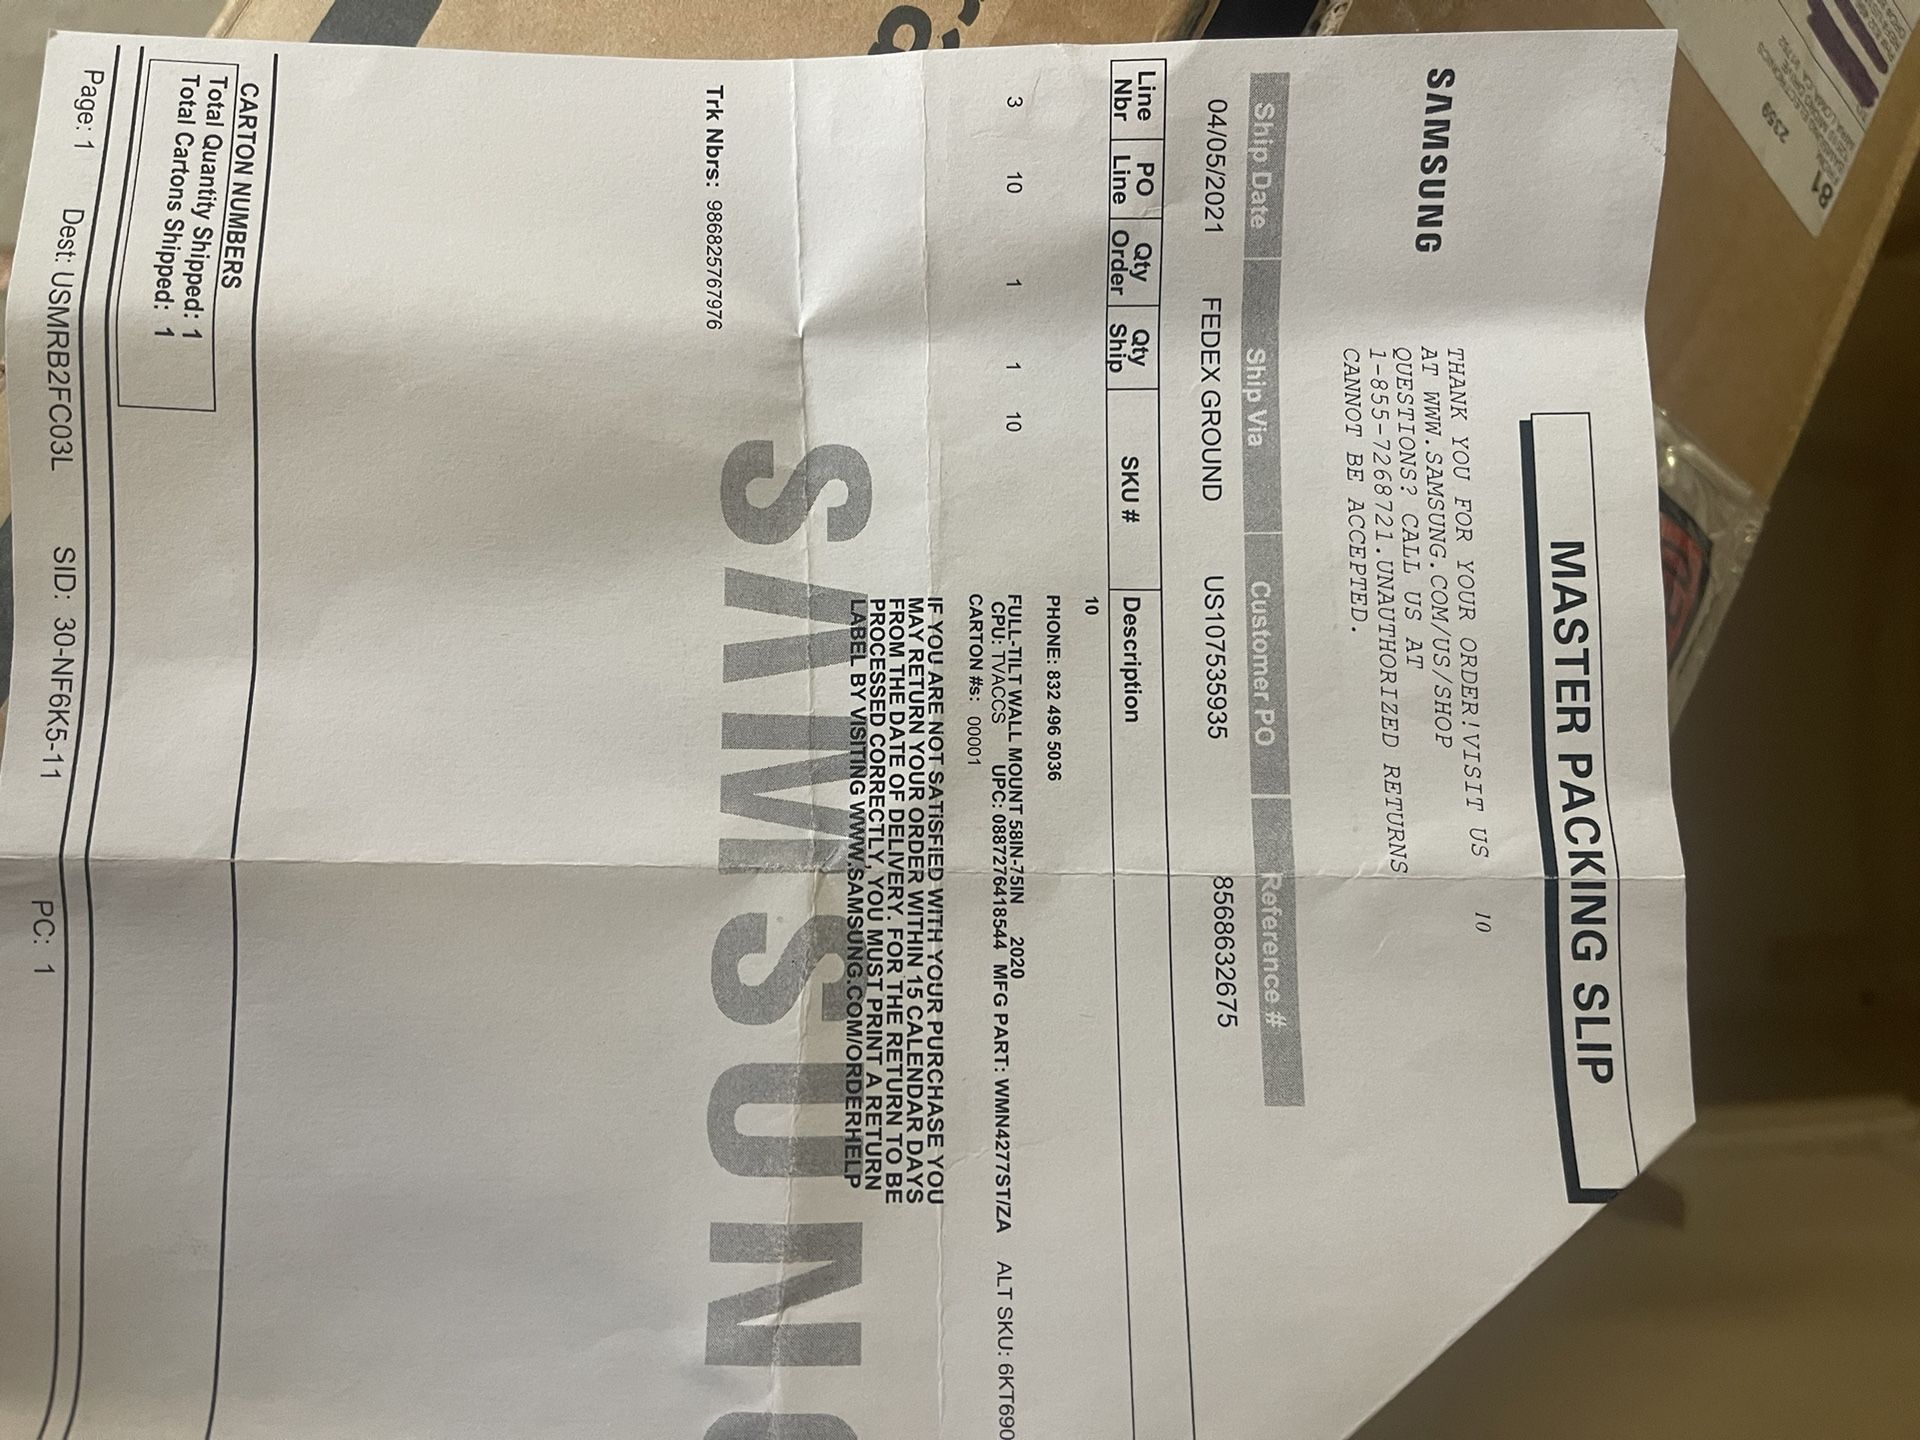 MASTER PACKING SLIP
SAMSUNG
THANK YOU FOR YOUR ORDER!VISIT US 10
AT WWW.SAMSUNG.COM/US/SHOP
QUESTIONS? CALL US AT
1-855-7268721.UNAUTHORIZED RETURNS
CANNOT BE ACCEPTED.
Ship Date Ship Via Customer PO Reference #
04/05/2021 FEDEX GROUND US107535935 8568632675
Line Nbr PO Line Qty Order Qty Ship SKU # Description
10
PHONE: 832 496 5036
3 10 1 1 10 FULL-TILT WALL MOUNT 58IN-75IN 2020
CPU: TV/ACCS UPC: 0887276418544 MFG PART: WMN4277ST/ZA ALT SKU: 6KT690
CARTON #s: 00001
IF YOU ARE NOT SATISFIED WITH YOUR PURCHASE YOU
MAY RETURN YOUR ORDER WITHIN 15 CALENDAR DAYS
FROM THE DATE OF DELIVERY. FOR THE RETURN TO BE
PROCESSED CORRECTLY, YOU MUST PRINT A RETURN
LABEL BY VISITING WWW.SAMSUNG.COM/ORDERHELP
SAMSUNG
Trk Nbrs: 986825767976
CARTON NUMBERS
Total Quantity Shipped: 1
Total Cartons Shipped: 1
Page: 1 Dest: USMRB2FC03L SID: 30-NF6K5-11 PC: 1
2359